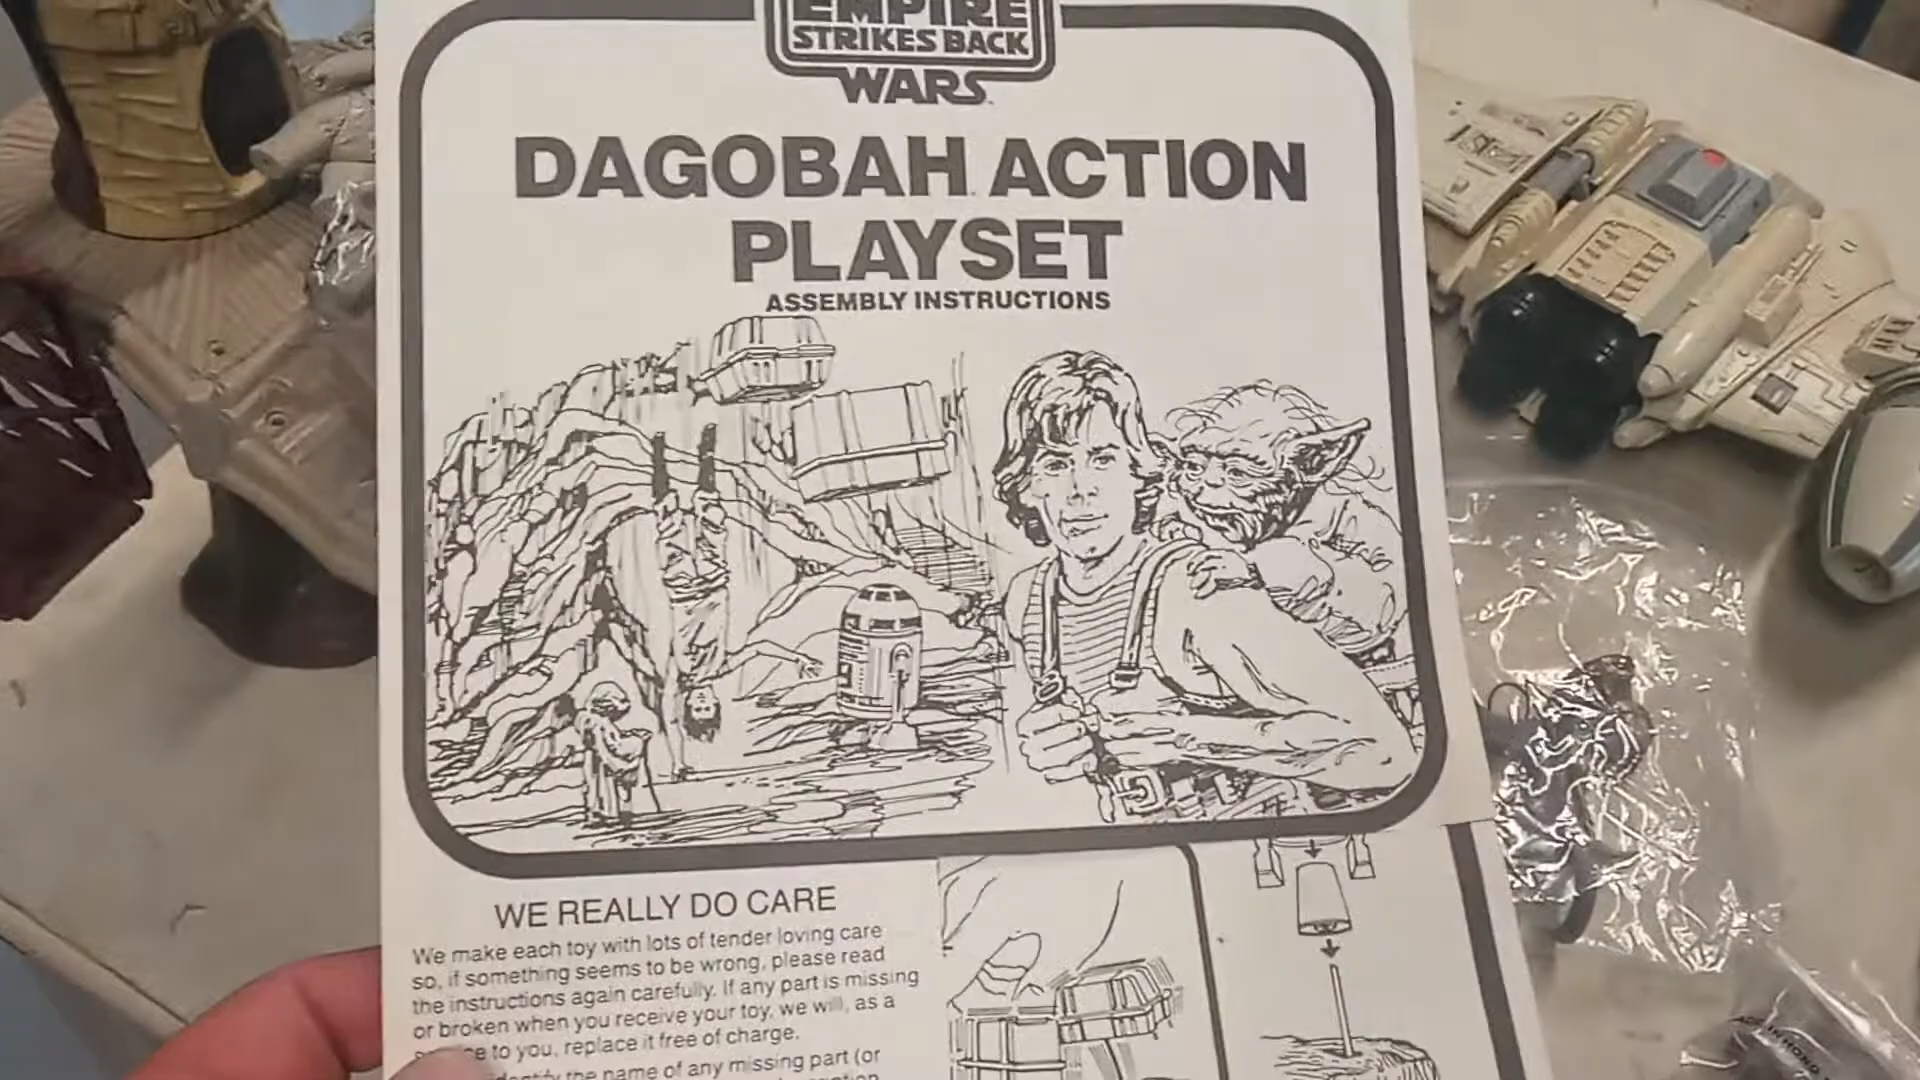 EMPIRE
STRIKES BACK
WARS
DAGOBAH ACTION
PLAYSET
ASSEMBLY INSTRUCTIONS
WE REALLY DO CARE
We make each toy with lots of tender loving care
so, if something seems to be wrong, please read
the instructions again carefully. If any part is missing
or broken when you receive your toy, we will, as a
to you, replace it free of charge.
the name of any missing part (or